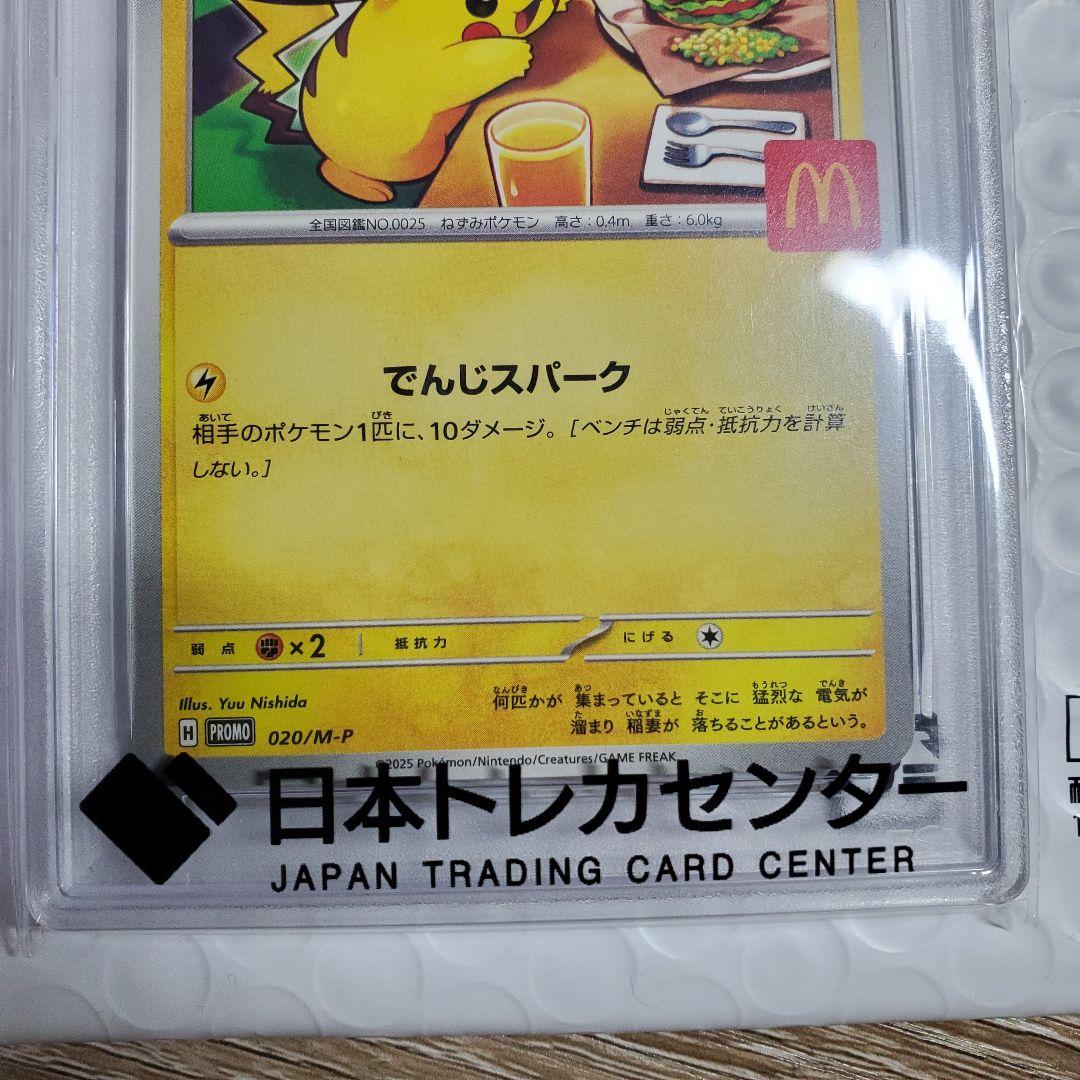 全国図鑑NO.0025 ねずみポケモン 高さ:0.4m 重さ:6.0kg
でんじスパーク
相手のポケモン1匹に、10ダメージ。[ベンチは弱点・抵抗力を計算
しない。]
弱点 ×2 抵抗力 にげる
Illus. Yuu Nishida
何匹かが 集まっていると そこに 猛烈な 電気が
溜まり 稲妻が 落ちることがあるという。
H PROMO 020/M-P
©2025 Pokémon/Nintendo/Creatures/GAME FREAK
日本トレカセンター
JAPAN TRADING CARD CENTER